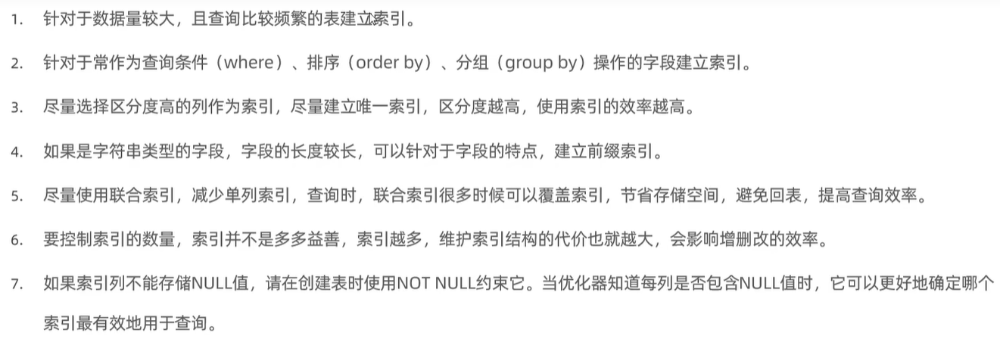 1. 针对于数据量较大，且查询比较频繁的表建立索引。
2. 针对于常作为查询条件（where）、排序（order by）、分组（group by）操作的字段建立索引。
3. 尽量选择区分度高的列作为索引，尽量建立唯一索引，区分度越高，使用索引的效率越高。
4. 如果是字符串类型的字段，字段的长度较长，可以针对于字段的特点，建立前缀索引。
5. 尽量使用联合索引，减少单列索引，查询时，联合索引很多时候可以覆盖索引，节省存储空间，避免回表，提高查询效率。
6. 要控制索引的数量，索引并不是多多益善，索引越多，维护索引结构的代价也就越大，会影响增删改的效率。
7. 如果索引列不能存储NULL值，请在创建表时使用NOT NULL约束它。当优化器知道每列是否包含NULL值时，它可以更好地确定哪个
索引最有效地用于查询。